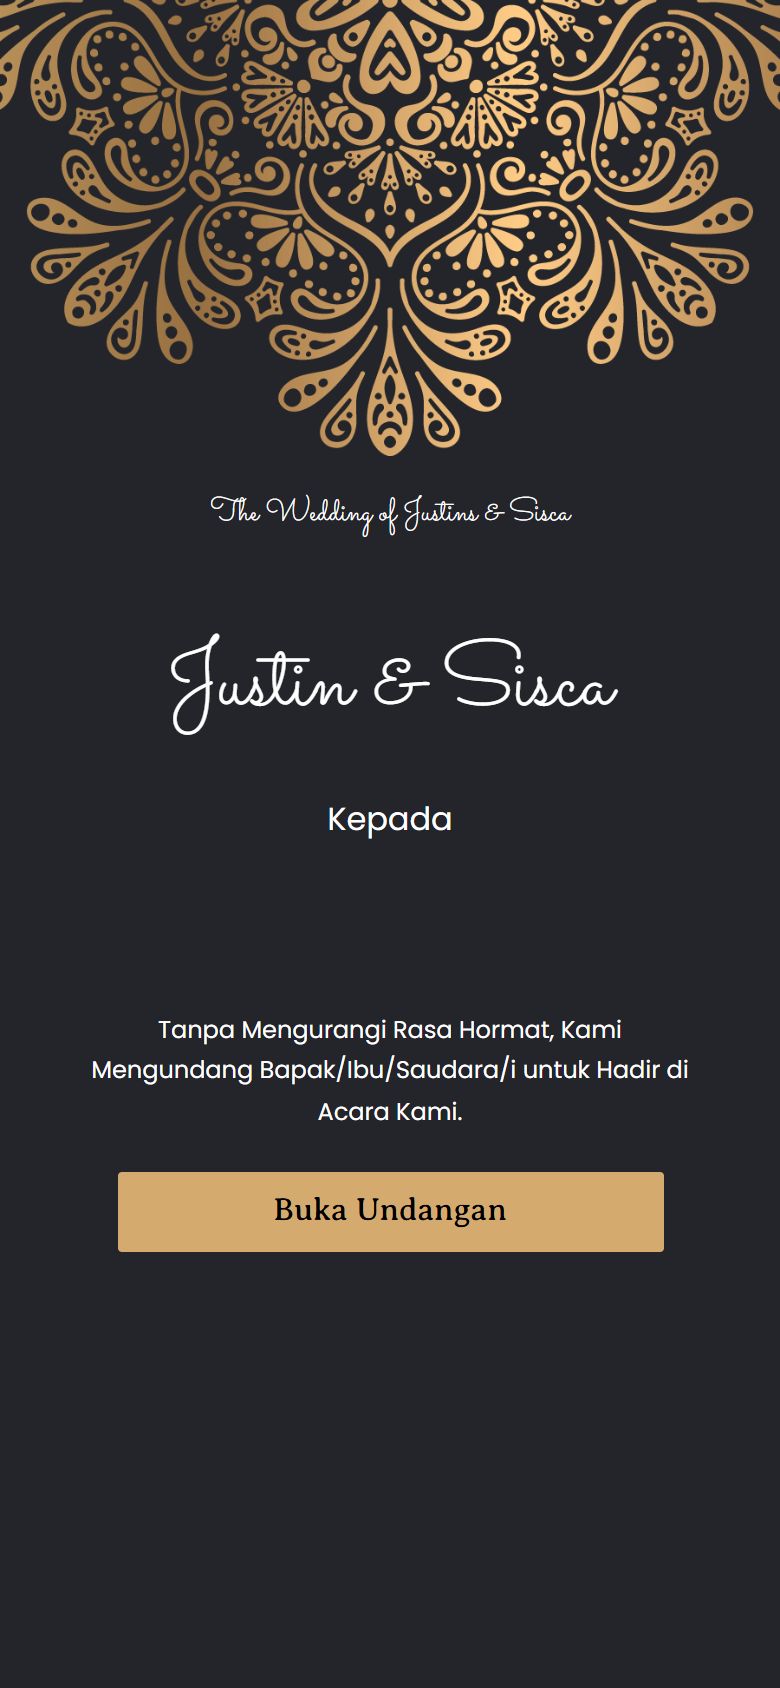 The Wedding of Justins & Sisca
Justin & Sisca
Kepada
Tanpa Mengurangi Rasa Hormat, Kami
Mengundang Bapak/Ibu/Saudara/i untuk Hadir di
Acara Kami.
Buka Undangan